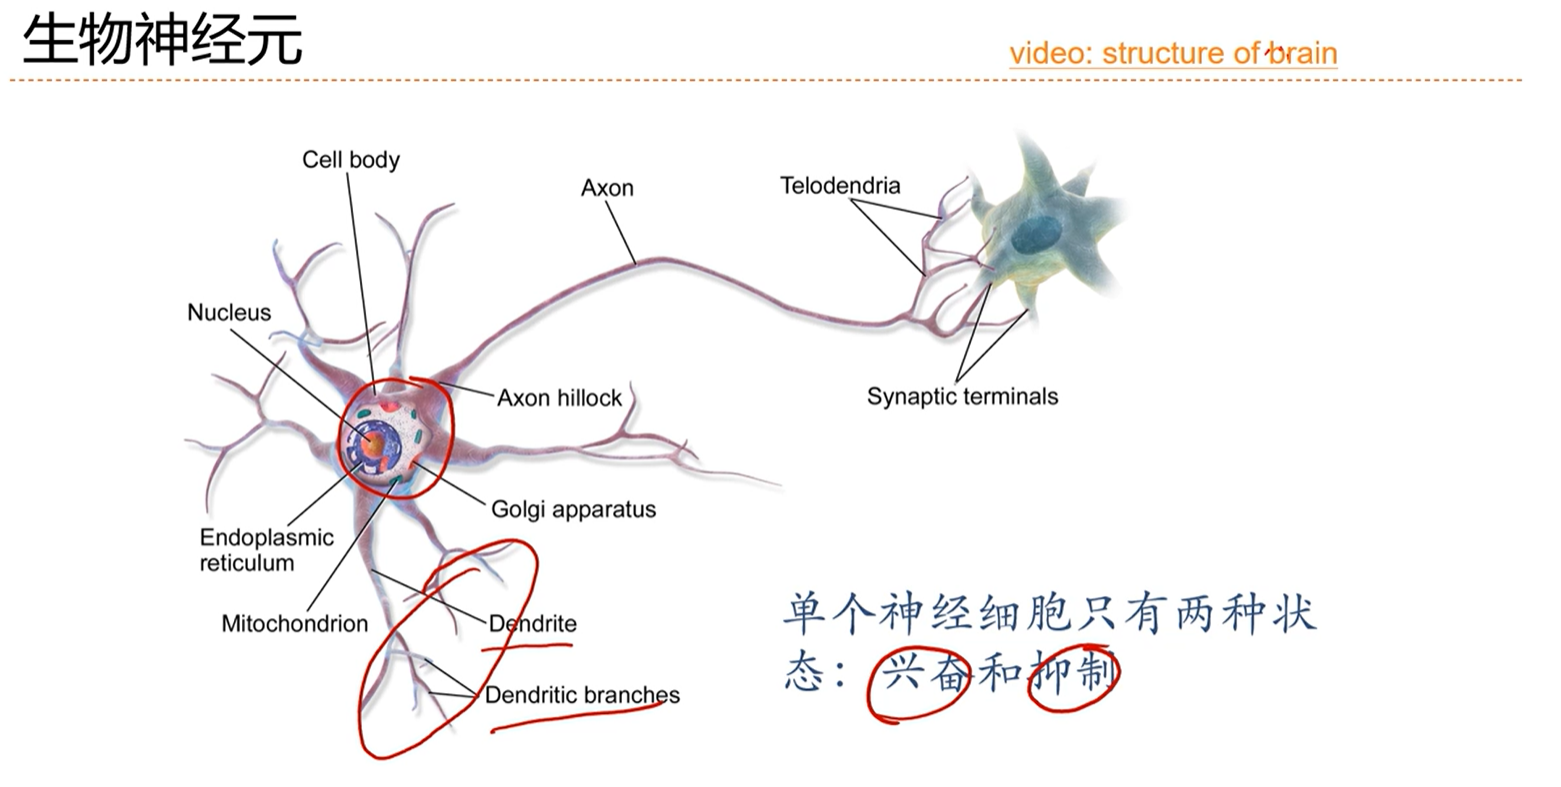 生物神经元
video: structure of brain
Cell body
Axon
Telodendria
Nucleus
Axon hillock
Synaptic terminals
Golgi apparatus
Endoplasmic
reticulum
Mitochondrion
Dendrite
Dendritic branches
单个神经细胞只有两种状
态：兴奋和抑制